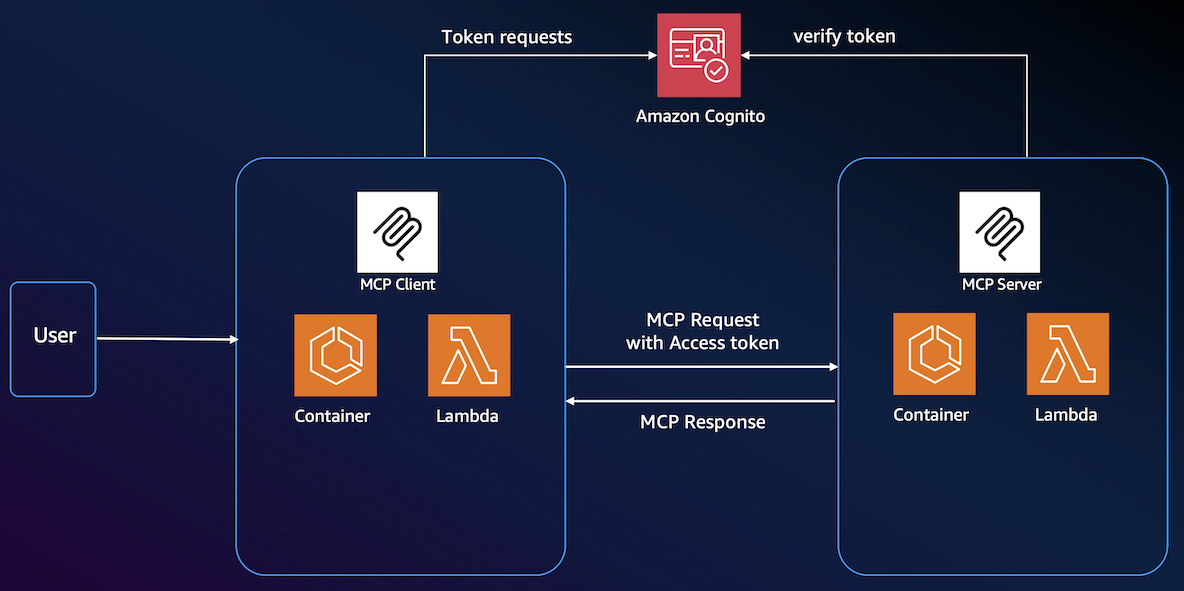 Token requests
verify token
Amazon Cognito
MCP Client
MCP Server
User
MCP Request
with Access token
MCP Response
Container
Lambda
Container
Lambda